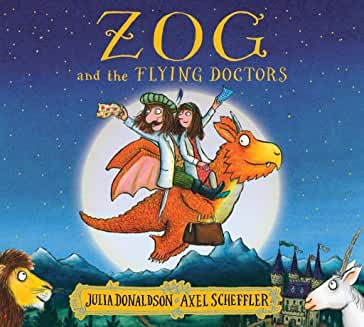 ZOG
and the FLYING DOCTORS
JULIA DONALDSON AXEL SCHEFFLER